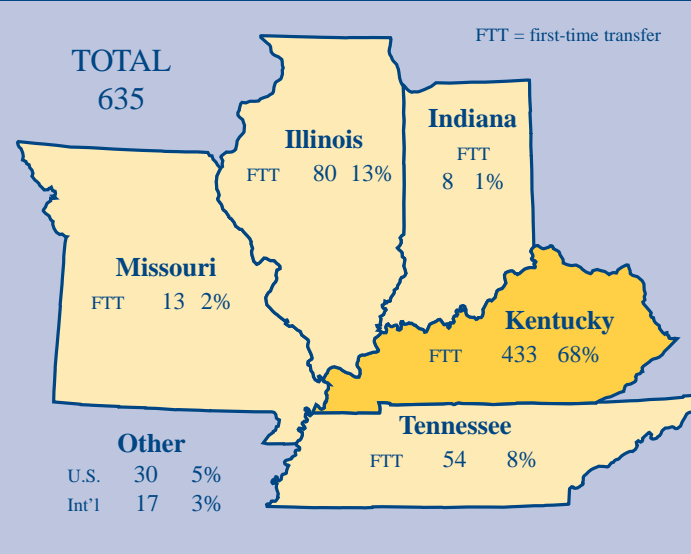 FTT = first-time transfer
TOTAL
635
Illinois
FTT 80 13%
Indiana
FTT
8 1%
Missouri
FTT 13 2%
Kentucky
FTT 433 68%
Tennessee
FTT 54 8%
Other
U.S. 30 5%
Int'l 17 3%